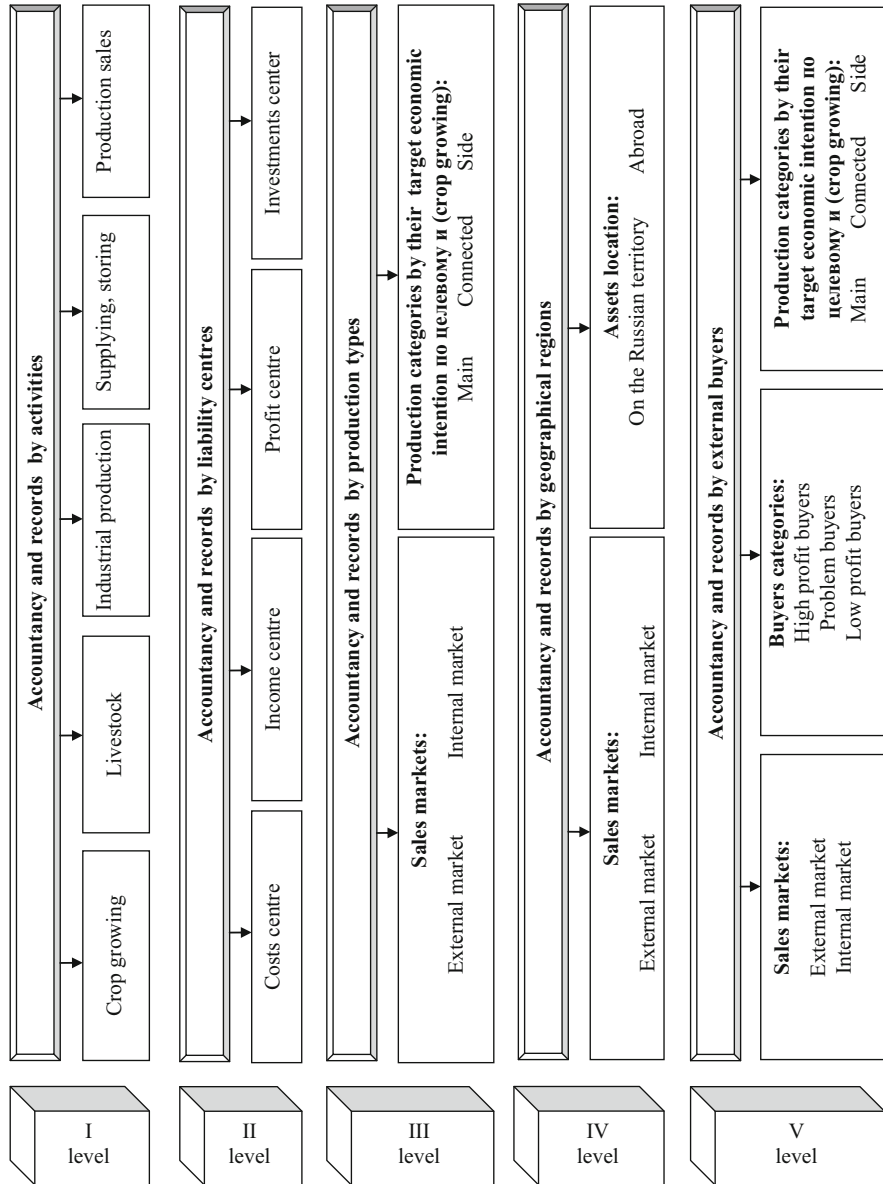 I
level
Accountancy and records by activities
Crop growing
Livestock
Industrial production
Supplying, storing
Production sales
II
level
Accountancy and records by liability centres
Costs centre
Income centre
Profit centre
Investments center
III
level
Accountancy and records by production types
Sales markets:
External market Internal market
Production categories by their target economic
intention по целевому и (crop growing):
Main Connected Side
IV
level
Accountancy and records by geographical regions
Sales markets:
External market Internal market
Assets location:
On the Russian territory Abroad
V
level
Accountancy and records by external buyers
Sales markets:
External market
Internal market
Buyers categories:
High profit buyers
Problem buyers
Low profit buyers
Production categories by their
target economic intention по
целевому и (crop growing):
Main Connected Side